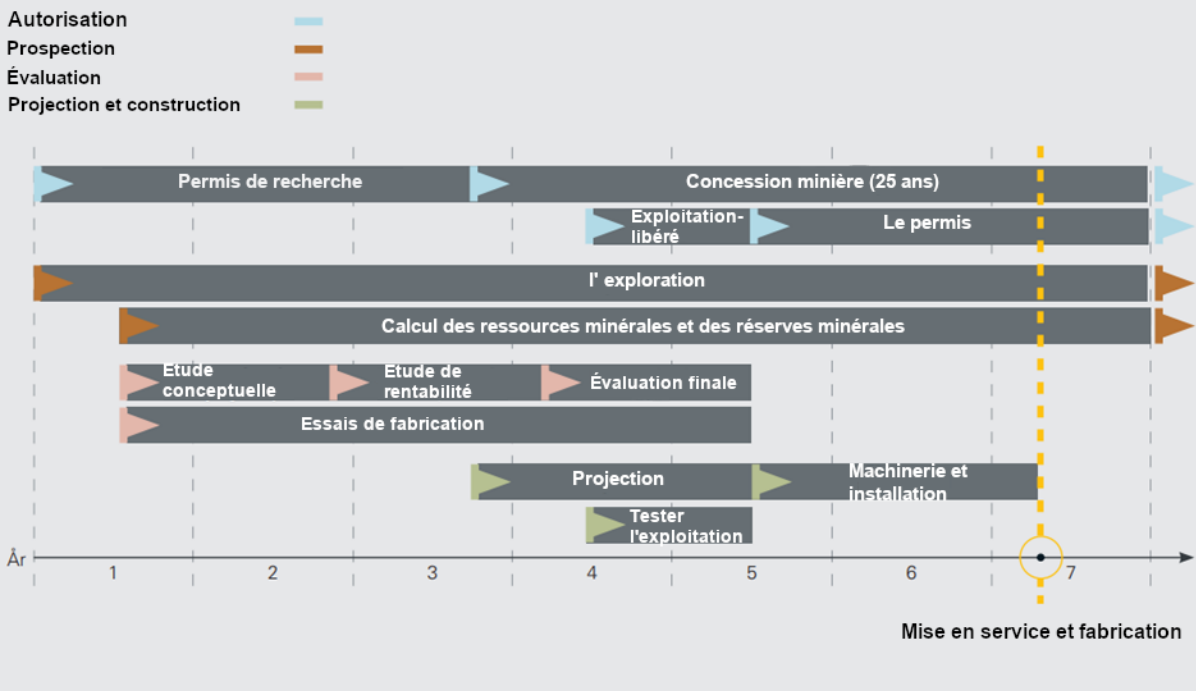 Autorisation
Prospection
Évaluation
Projection et construction
Permis de recherche
Concession minière (25 ans)
Exploitation-
libéré
Le permis
l' exploration
Calcul des ressources minérales et des réserves minérales
Etude
conceptuelle
Etude de
rentabilité
Évaluation finale
Essais de fabrication
Projection
Machinerie et
installation
Tester
l'exploitation
År
1 2 3 4 5 6 7
Mise en service et fabrication